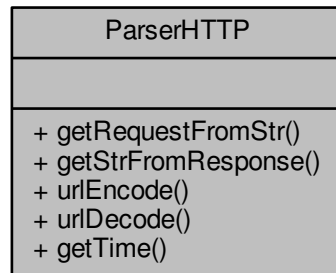 ParserHTTP
+ getRequestFromStr()
+ getStrFromResponse()
+ urlEncode()
+ urlDecode()
+ getTime()